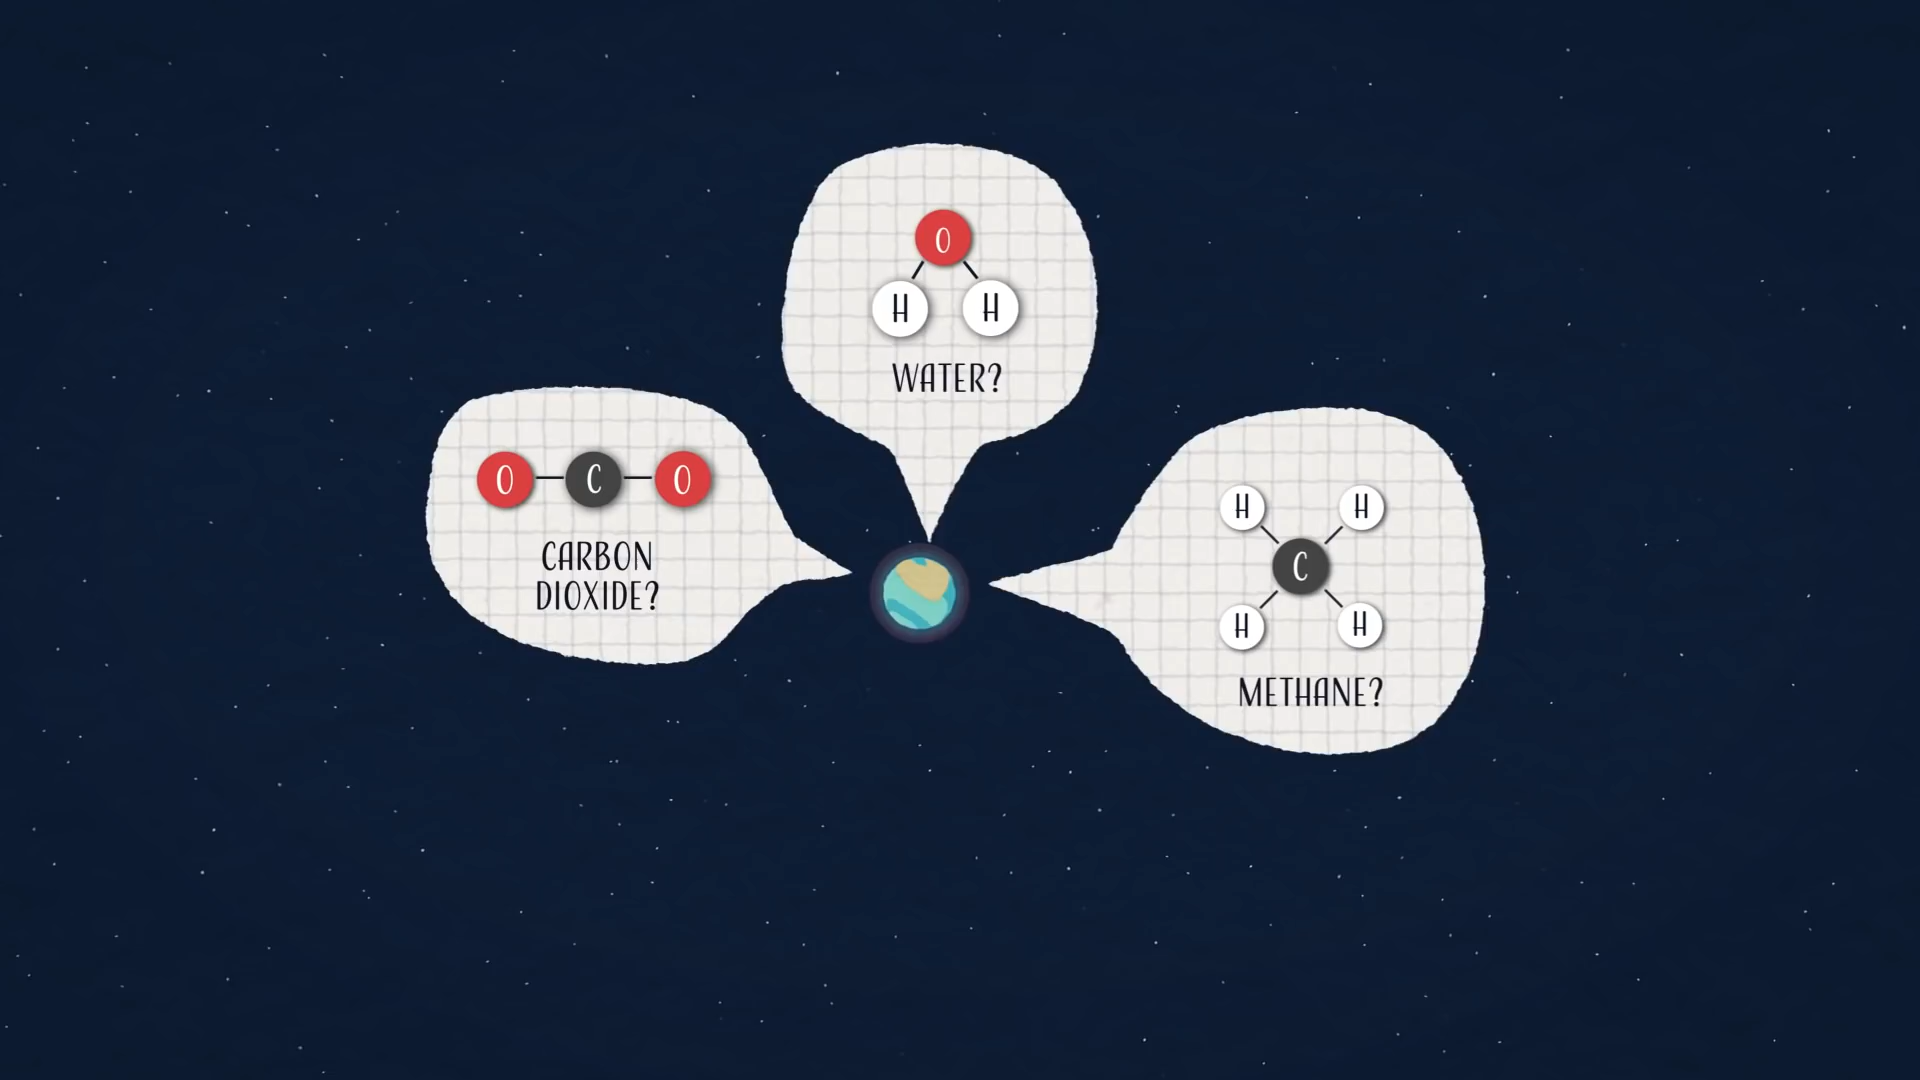 O
H H
WATER?
O C O
CARBON
DIOXIDE?
H H
C
H H
METHANE?